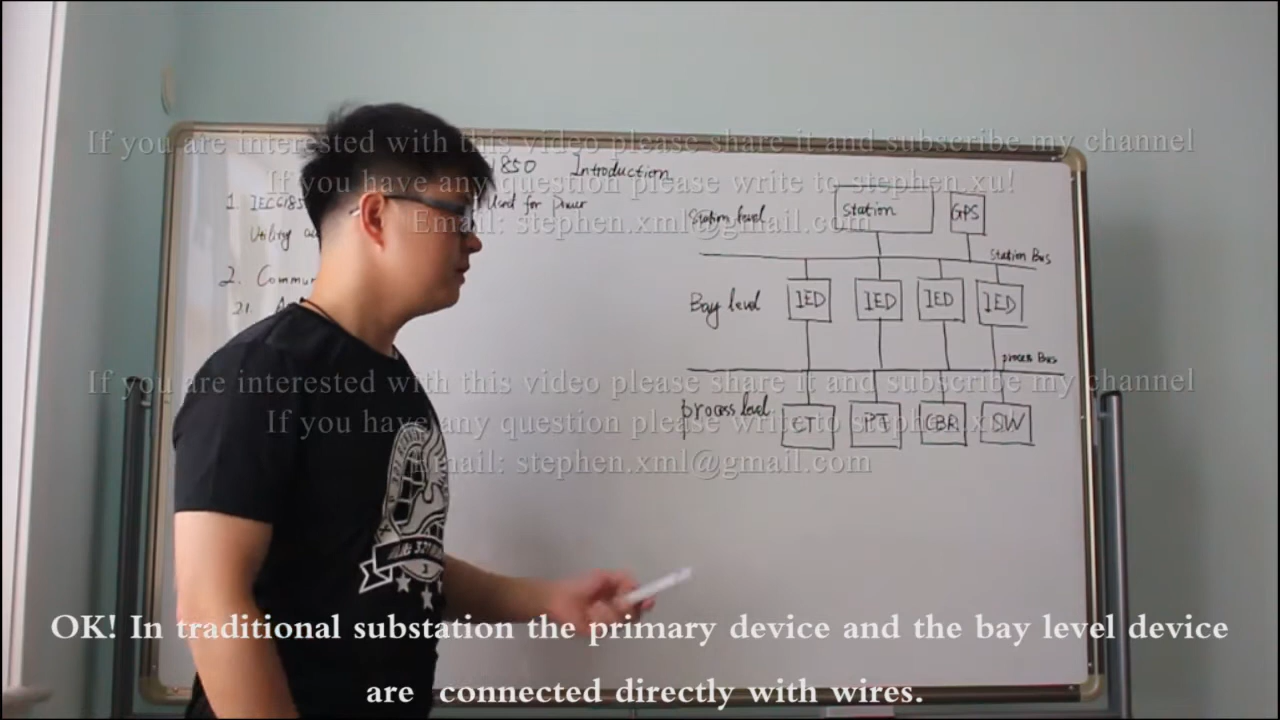 If you are interested with this video please share it and subscribe my channel
If you have any question please write to stephen.xu!
Email: stephen.xml@gmail.com
1850 Introduction
1. IEC6185 Used for Power
Utility
2. Commun
21.
Station level
Station
GPS
Station Bus
Bay level
IED
IED
IED
IED
process Bus
process level
CT
PT
CBR
SW
If you are interested with this video please share it and subscribe my channel
If you have any question please write to stephen.xu!
Email: stephen.xml@gmail.com
OK! In traditional substation the primary device and the bay level device
are connected directly with wires.